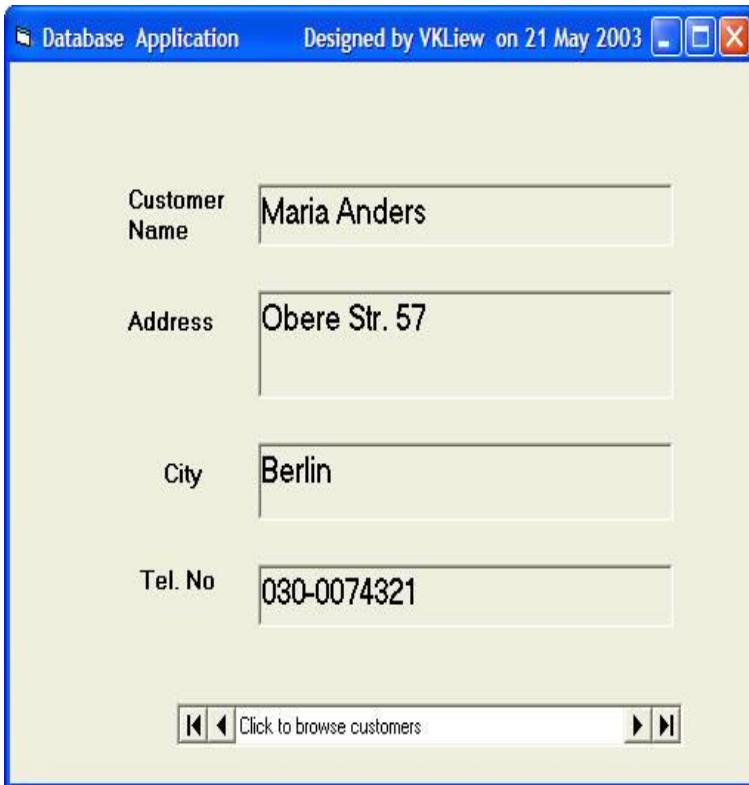 Database Application Designed by VKLiew on 21 May 2003
Customer
Name
Maria Anders
Address
Obere Str. 57
City
Berlin
Tel. No
030-0074321
Click to browse customers